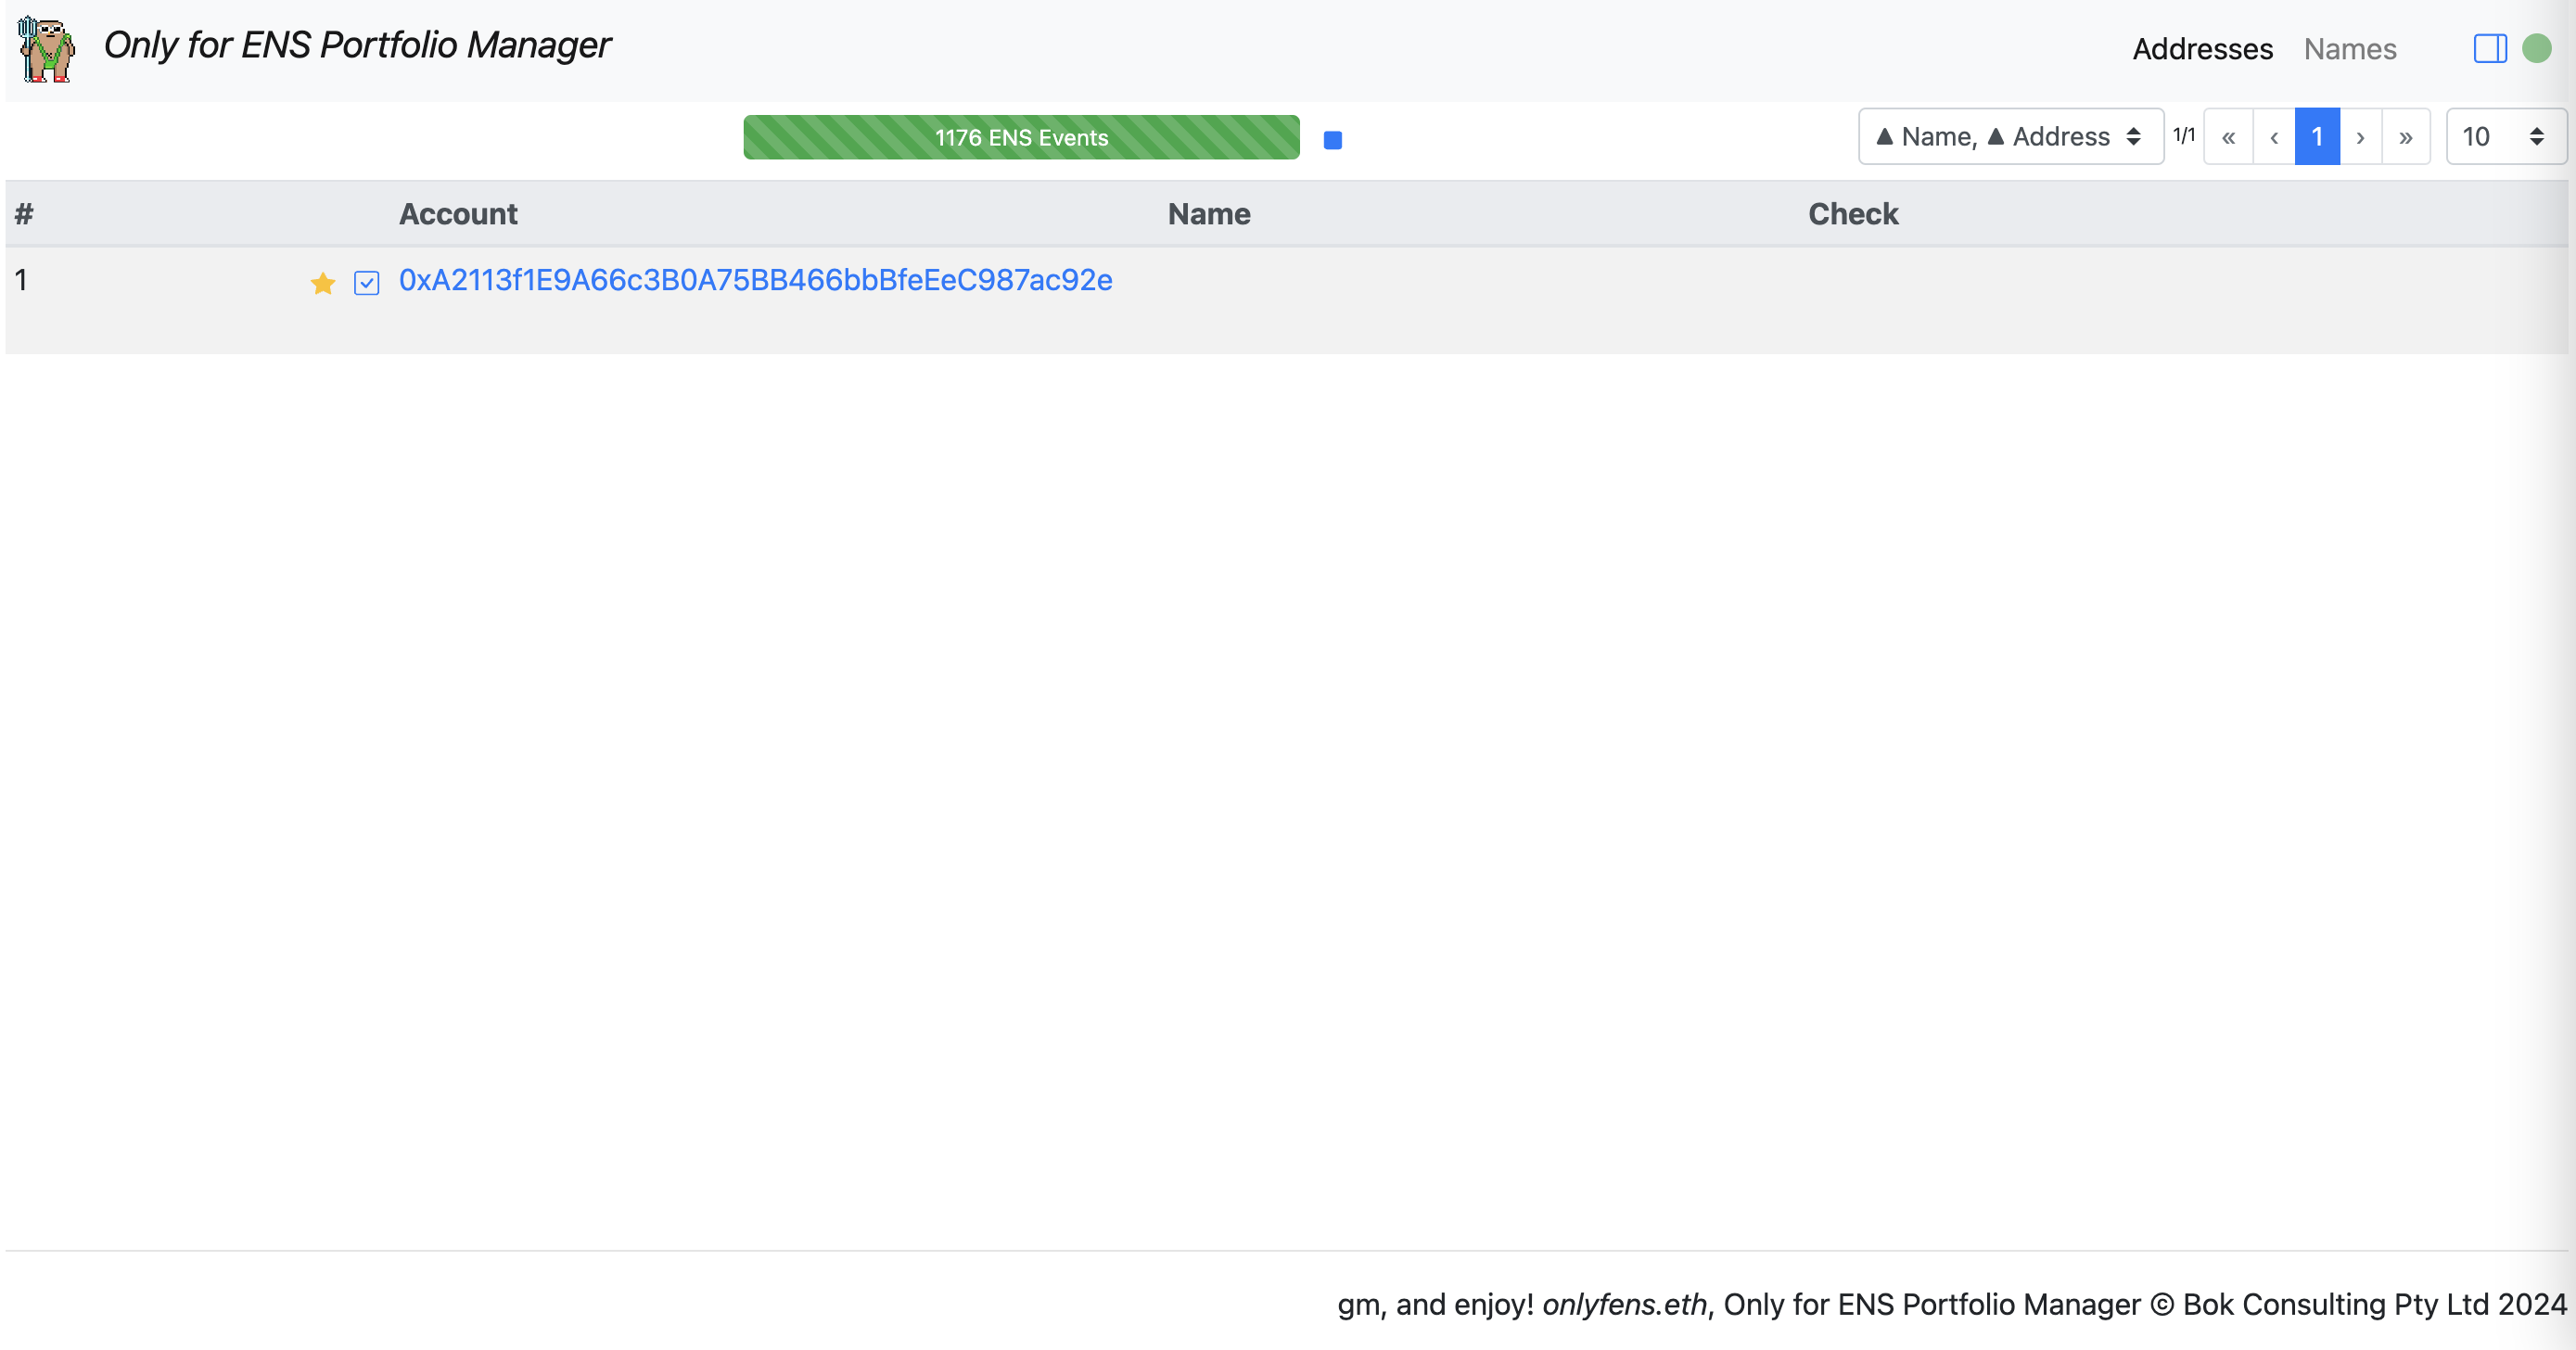 Only for ENS Portfolio Manager Addresses Names
1176 ENS Events ▲ Name, ▲ Address 1/1 « ‹ 1 › » 10
# Account Name Check
1 0xA2113f1E9A66c3B0A75BB466bbBfeEeC987ac92e
gm, and enjoy! onlyfens.eth, Only for ENS Portfolio Manager © Bok Consulting Pty Ltd 2024